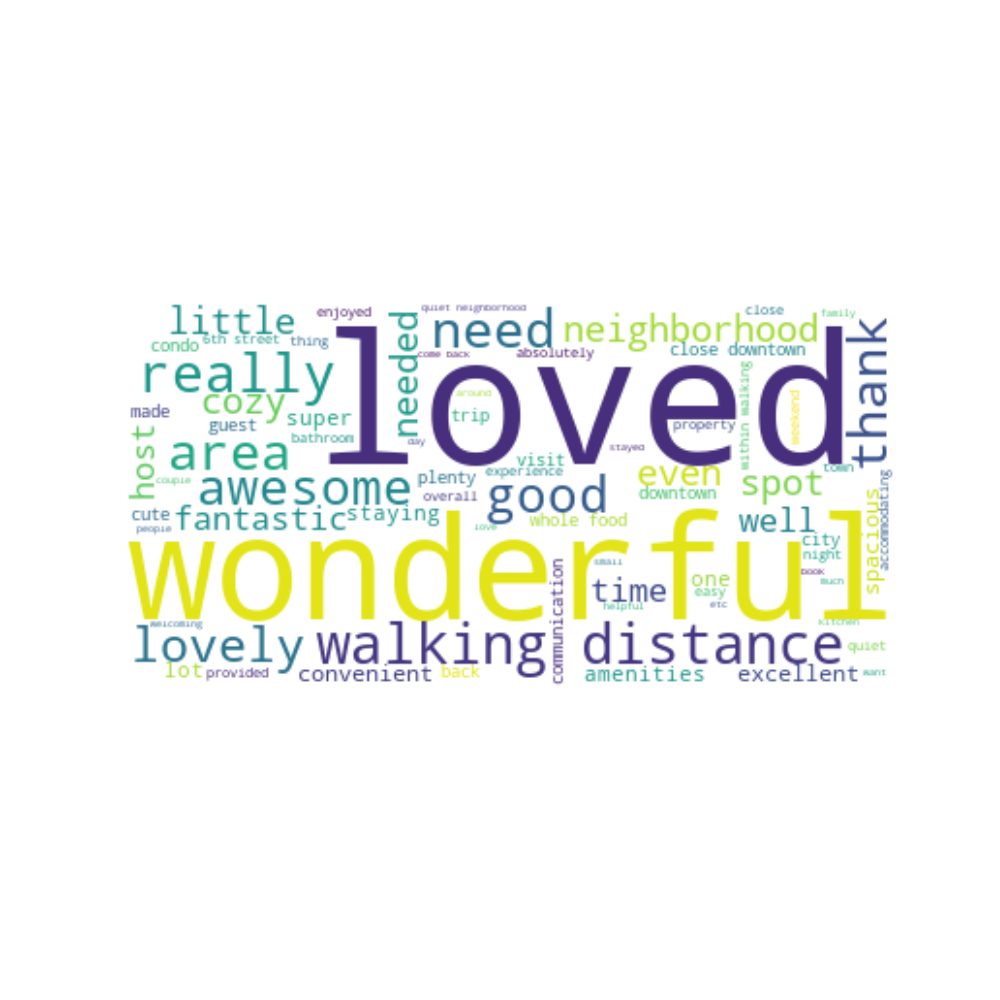 enjoyed
quiet neighborhood
close
family
little
need
neighborhood
loved
thank
condo
6th street
thing
needed
come back
absolutely
close downtown
really
cozy
super
around
trip
property
weekend
within walking
made
guest
bathroom
day
stayed
host
area
visit
experience
even
town
couple
awesome
plenty
overall
good
downtown
spot
accommodating
cute
people
fantastic
staying
love
whole food
well
spacious
wonderful
city
night
small
book
much
communication
time
one
easy
etc
helpful
kitchen
welcoming
lovely
walking distance
quiet
lot
provided
convenient
back
amenities
excellent
want